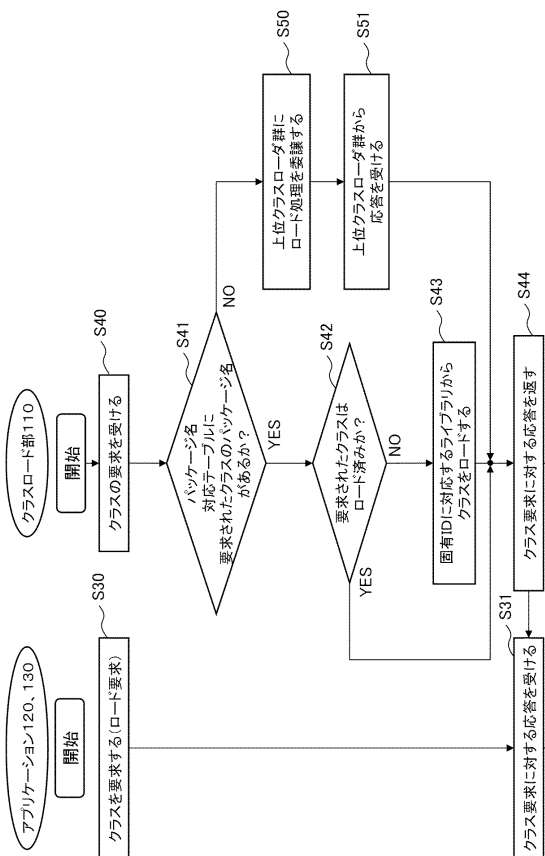 アプリケーション120、130
開始
S30
クラスを要求する(ロード要求)
S31
クラス要求に対する応答を受ける
クラスロード部110
開始
S40
クラスの要求を受ける
S41
パッケージ名
対応テーブルに
要求されたクラスのパッケージ名
があるか?
NO
YES
S42
要求されたクラスは
ロード済みか?
NO
YES
S43
固有IDに対応するライブラリから
クラスをロードする
S44
クラス要求に対する応答を返す
S50
上位クラスローダ群に
ロード処理を委譲する
S51
上位クラスローダ群から
応答を受ける